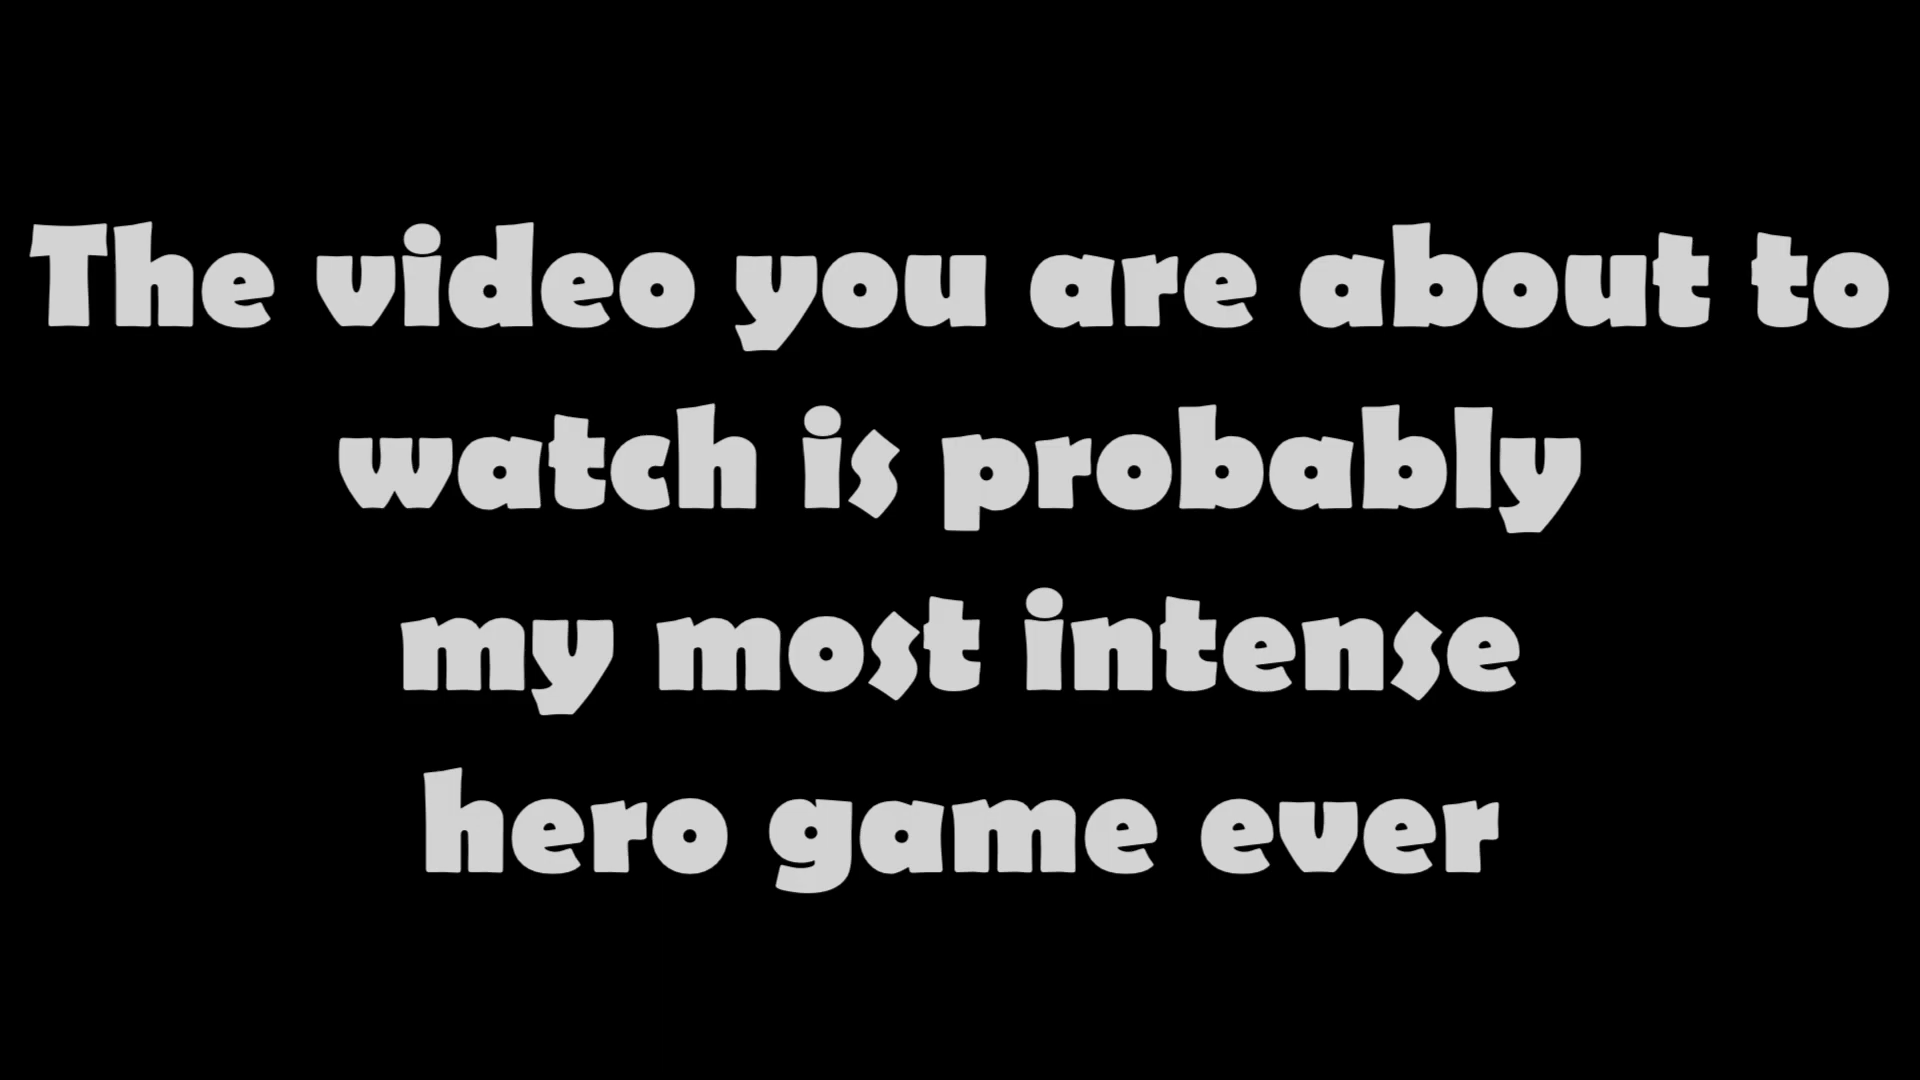 The video you are about to
watch is probably
my most intense
hero game ever